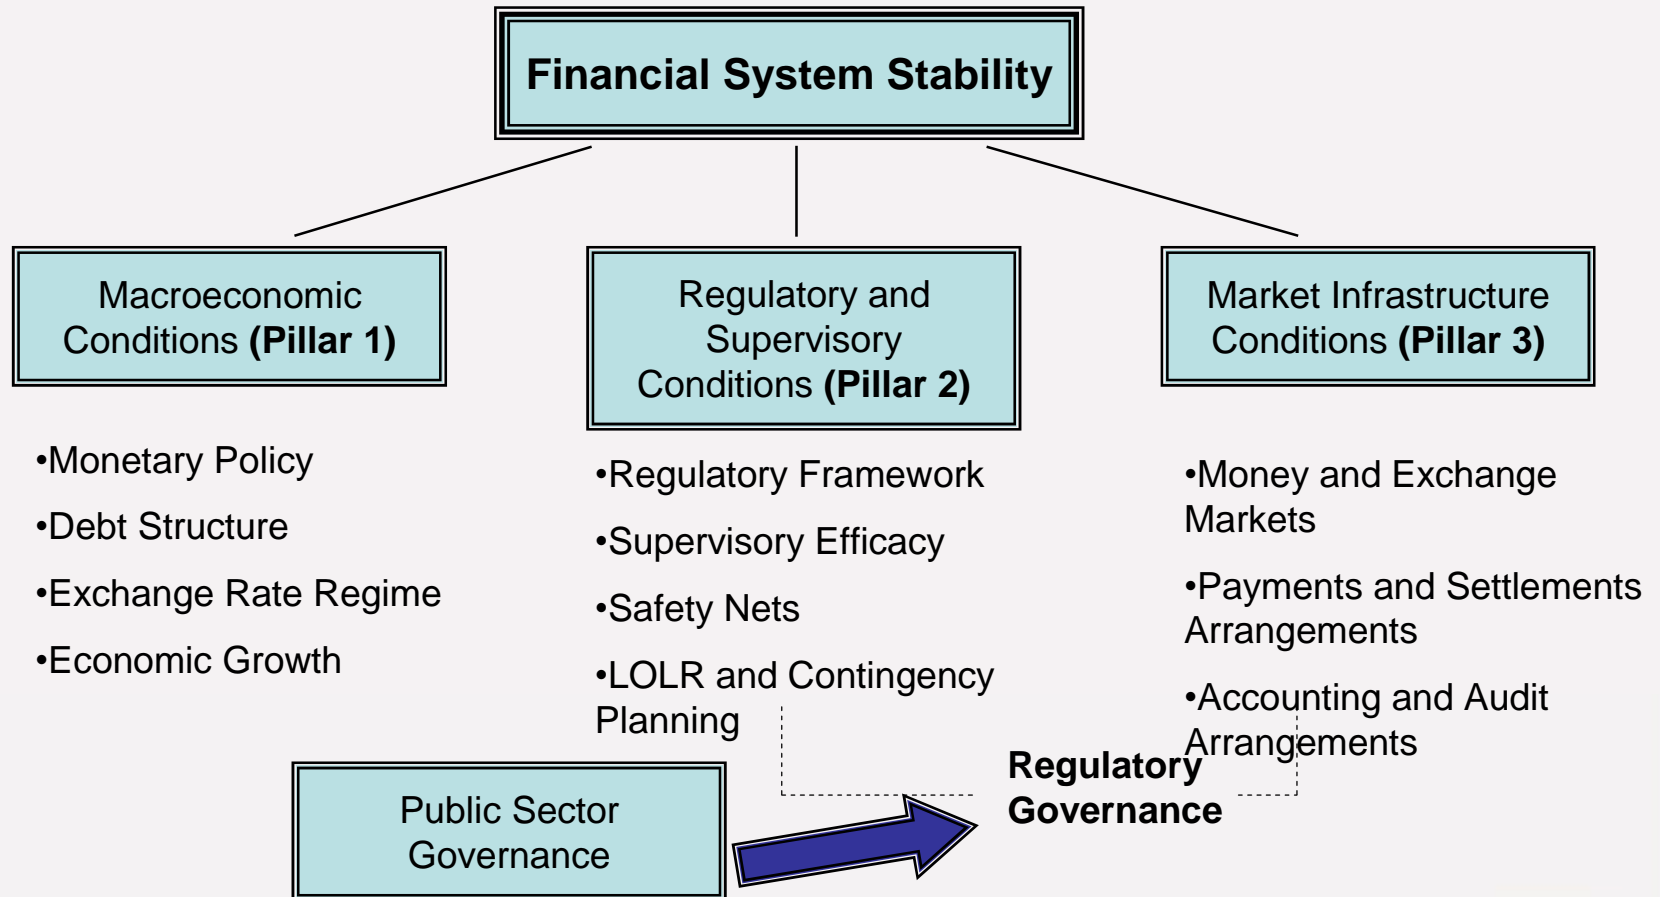 Financial System Stability
Macroeconomic
Conditions (Pillar 1)
•Monetary Policy
•Debt Structure
•Exchange Rate Regime
•Economic Growth
Regulatory and
Supervisory
Conditions (Pillar 2)
•Regulatory Framework
•Supervisory Efficacy
•Safety Nets
•LOLR and Contingency
Planning
Market Infrastructure
Conditions (Pillar 3)
•Money and Exchange
Markets
•Payments and Settlements
Arrangements
•Accounting and Audit
Arrangements
Public Sector
Governance
Regulatory
Governance